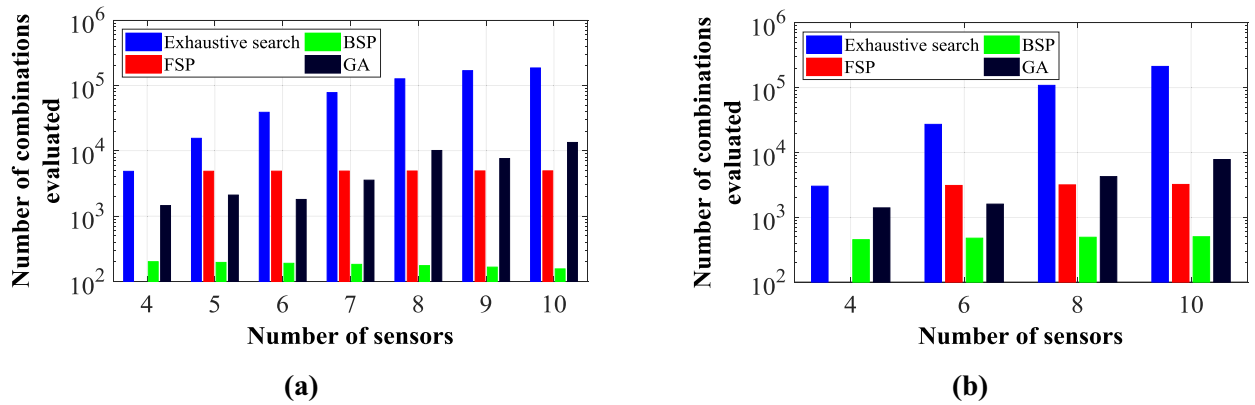 Number of combinations
evaluated
10^6
10^5
10^4
10^3
10^2
Exhaustive search
BSP
FSP
GA
4 5 6 7 8 9 10
Number of sensors
(a)
Number of combinations
evaluated
10^6
10^5
10^4
10^3
10^2
Exhaustive search
BSP
FSP
GA
4 6 8 10
Number of sensors
(b)